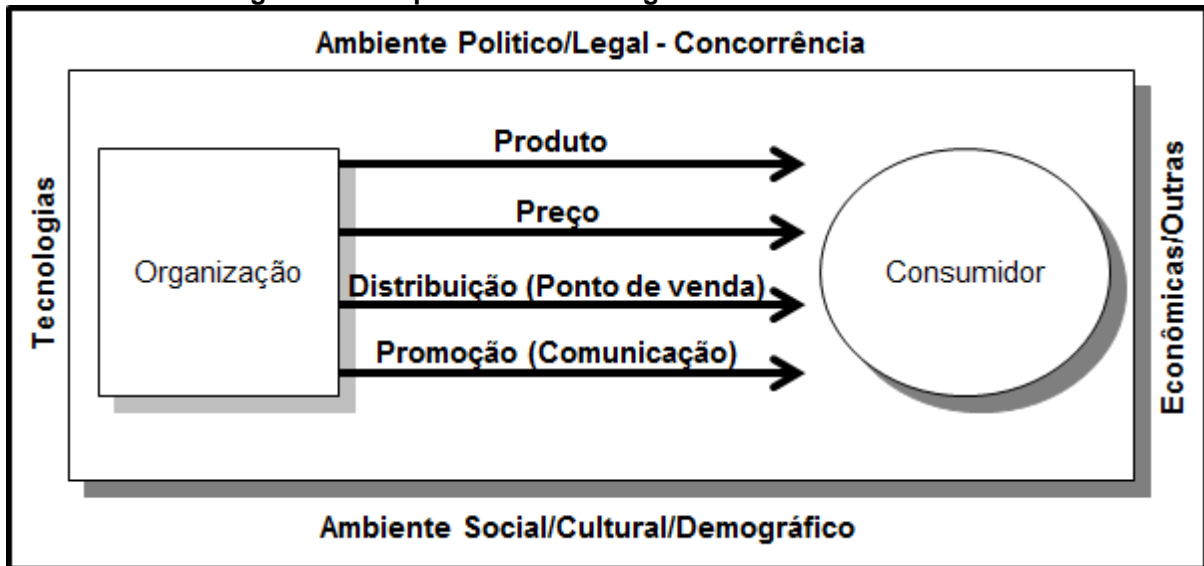 Ambiente Politico/Legal - Concorrência
Tecnologias
Organização
Produto
Preço
Distribuição (Ponto de venda)
Promoção (Comunicação)
Consumidor
Econômicas/Outras
Ambiente Social/Cultural/Demográfico